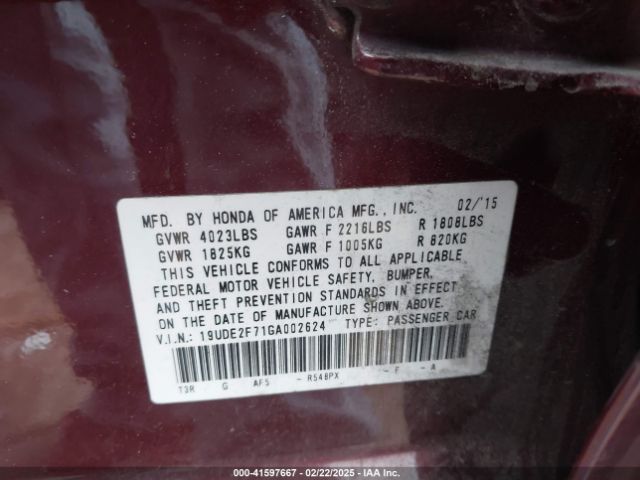 MFD. BY HONDA OF AMERICA MFG., INC. 02/'15
GVWR 4023LBS GAWR F 2216LBS R 1808LBS
GVWR 1825KG GAWR F 1005KG R 820KG
THIS VEHICLE CONFORMS TO ALL APPLICABLE
FEDERAL MOTOR VEHICLE SAFETY, BUMPER,
AND THEFT PREVENTION STANDARDS IN EFFECT
ON THE DATE OF MANUFACTURE SHOWN ABOVE.
V.I.N.: 19UDE2F71GA002624 TYPE: PASSENGER CAR
T3R G AF5 - R548PX - F - A
000-41597667 - 02/22/2025 - IAA Inc.